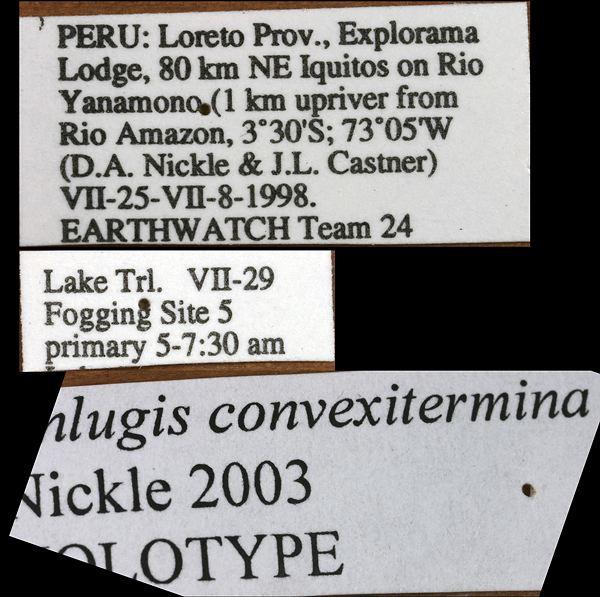 PERU: Loreto Prov., Explorama
Lodge, 80 km NE Iquitos on Rio
Yanamono (1 km upriver from
Rio Amazon, 3°30'S; 73°05'W
(D.A. Nickle & J.L. Castner)
VII-25-VII-8-1998.
EARTHWATCH Team 24
Lake Trl. VII-29
Fogging Site 5
primary 5-7:30 am
convexitermina
Nickle 2003
HOLOTYPE